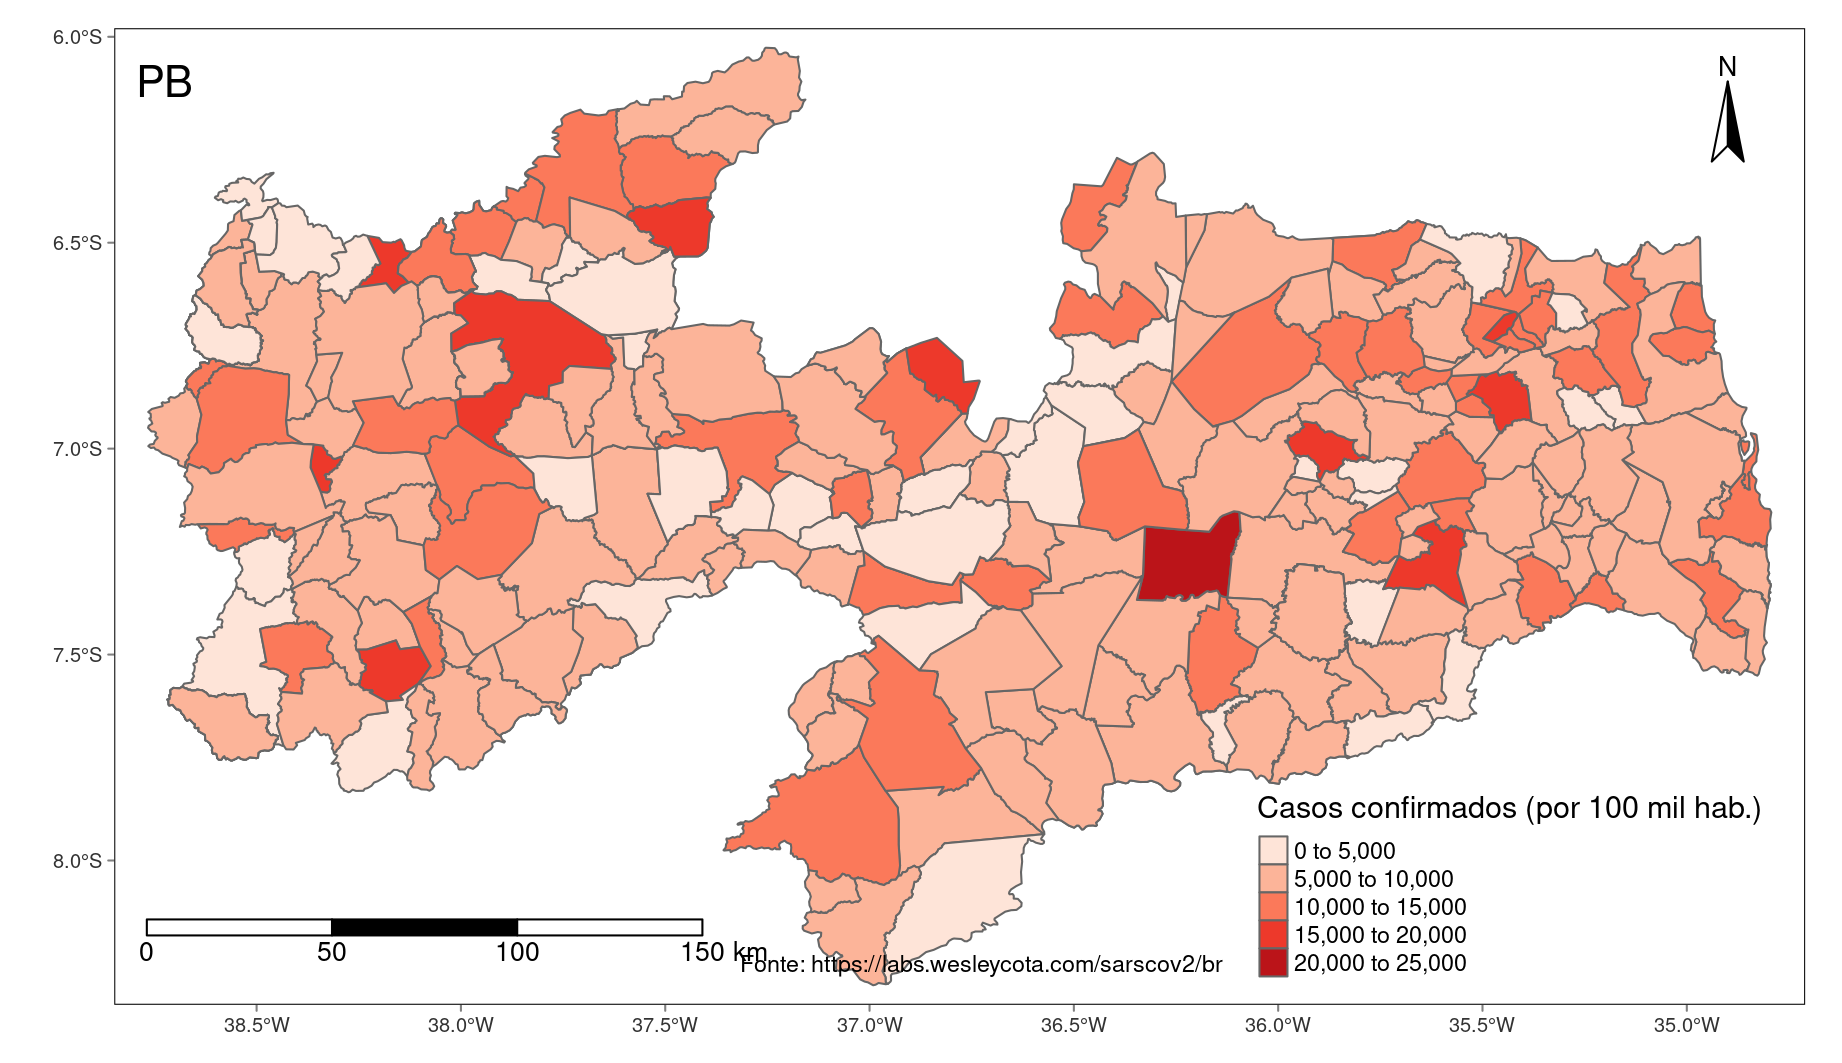 PB
N
6.0°S
6.5°S
7.0°S
7.5°S
8.0°S
Casos confirmados (por 100 mil hab.)
0 to 5,000
5,000 to 10,000
10,000 to 15,000
15,000 to 20,000
20,000 to 25,000
0 50 100 150 km
Fonte: https://labs.wesleycota.com/sarscov2/br
38.5°W 38.0°W 37.5°W 37.0°W 36.5°W 36.0°W 35.5°W 35.0°W